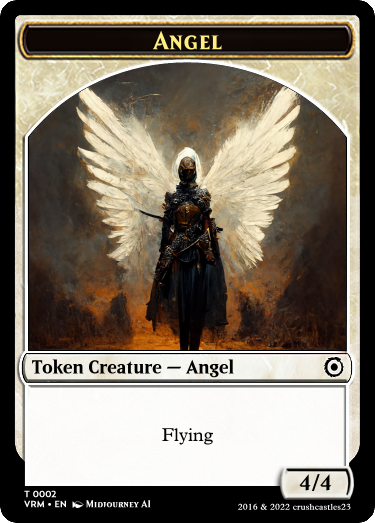 ANGEL
Token Creature — Angel
Flying
4/4
T 0002
VRM • EN MIDJOURNEY AI
2016 & 2022 crushcastles23